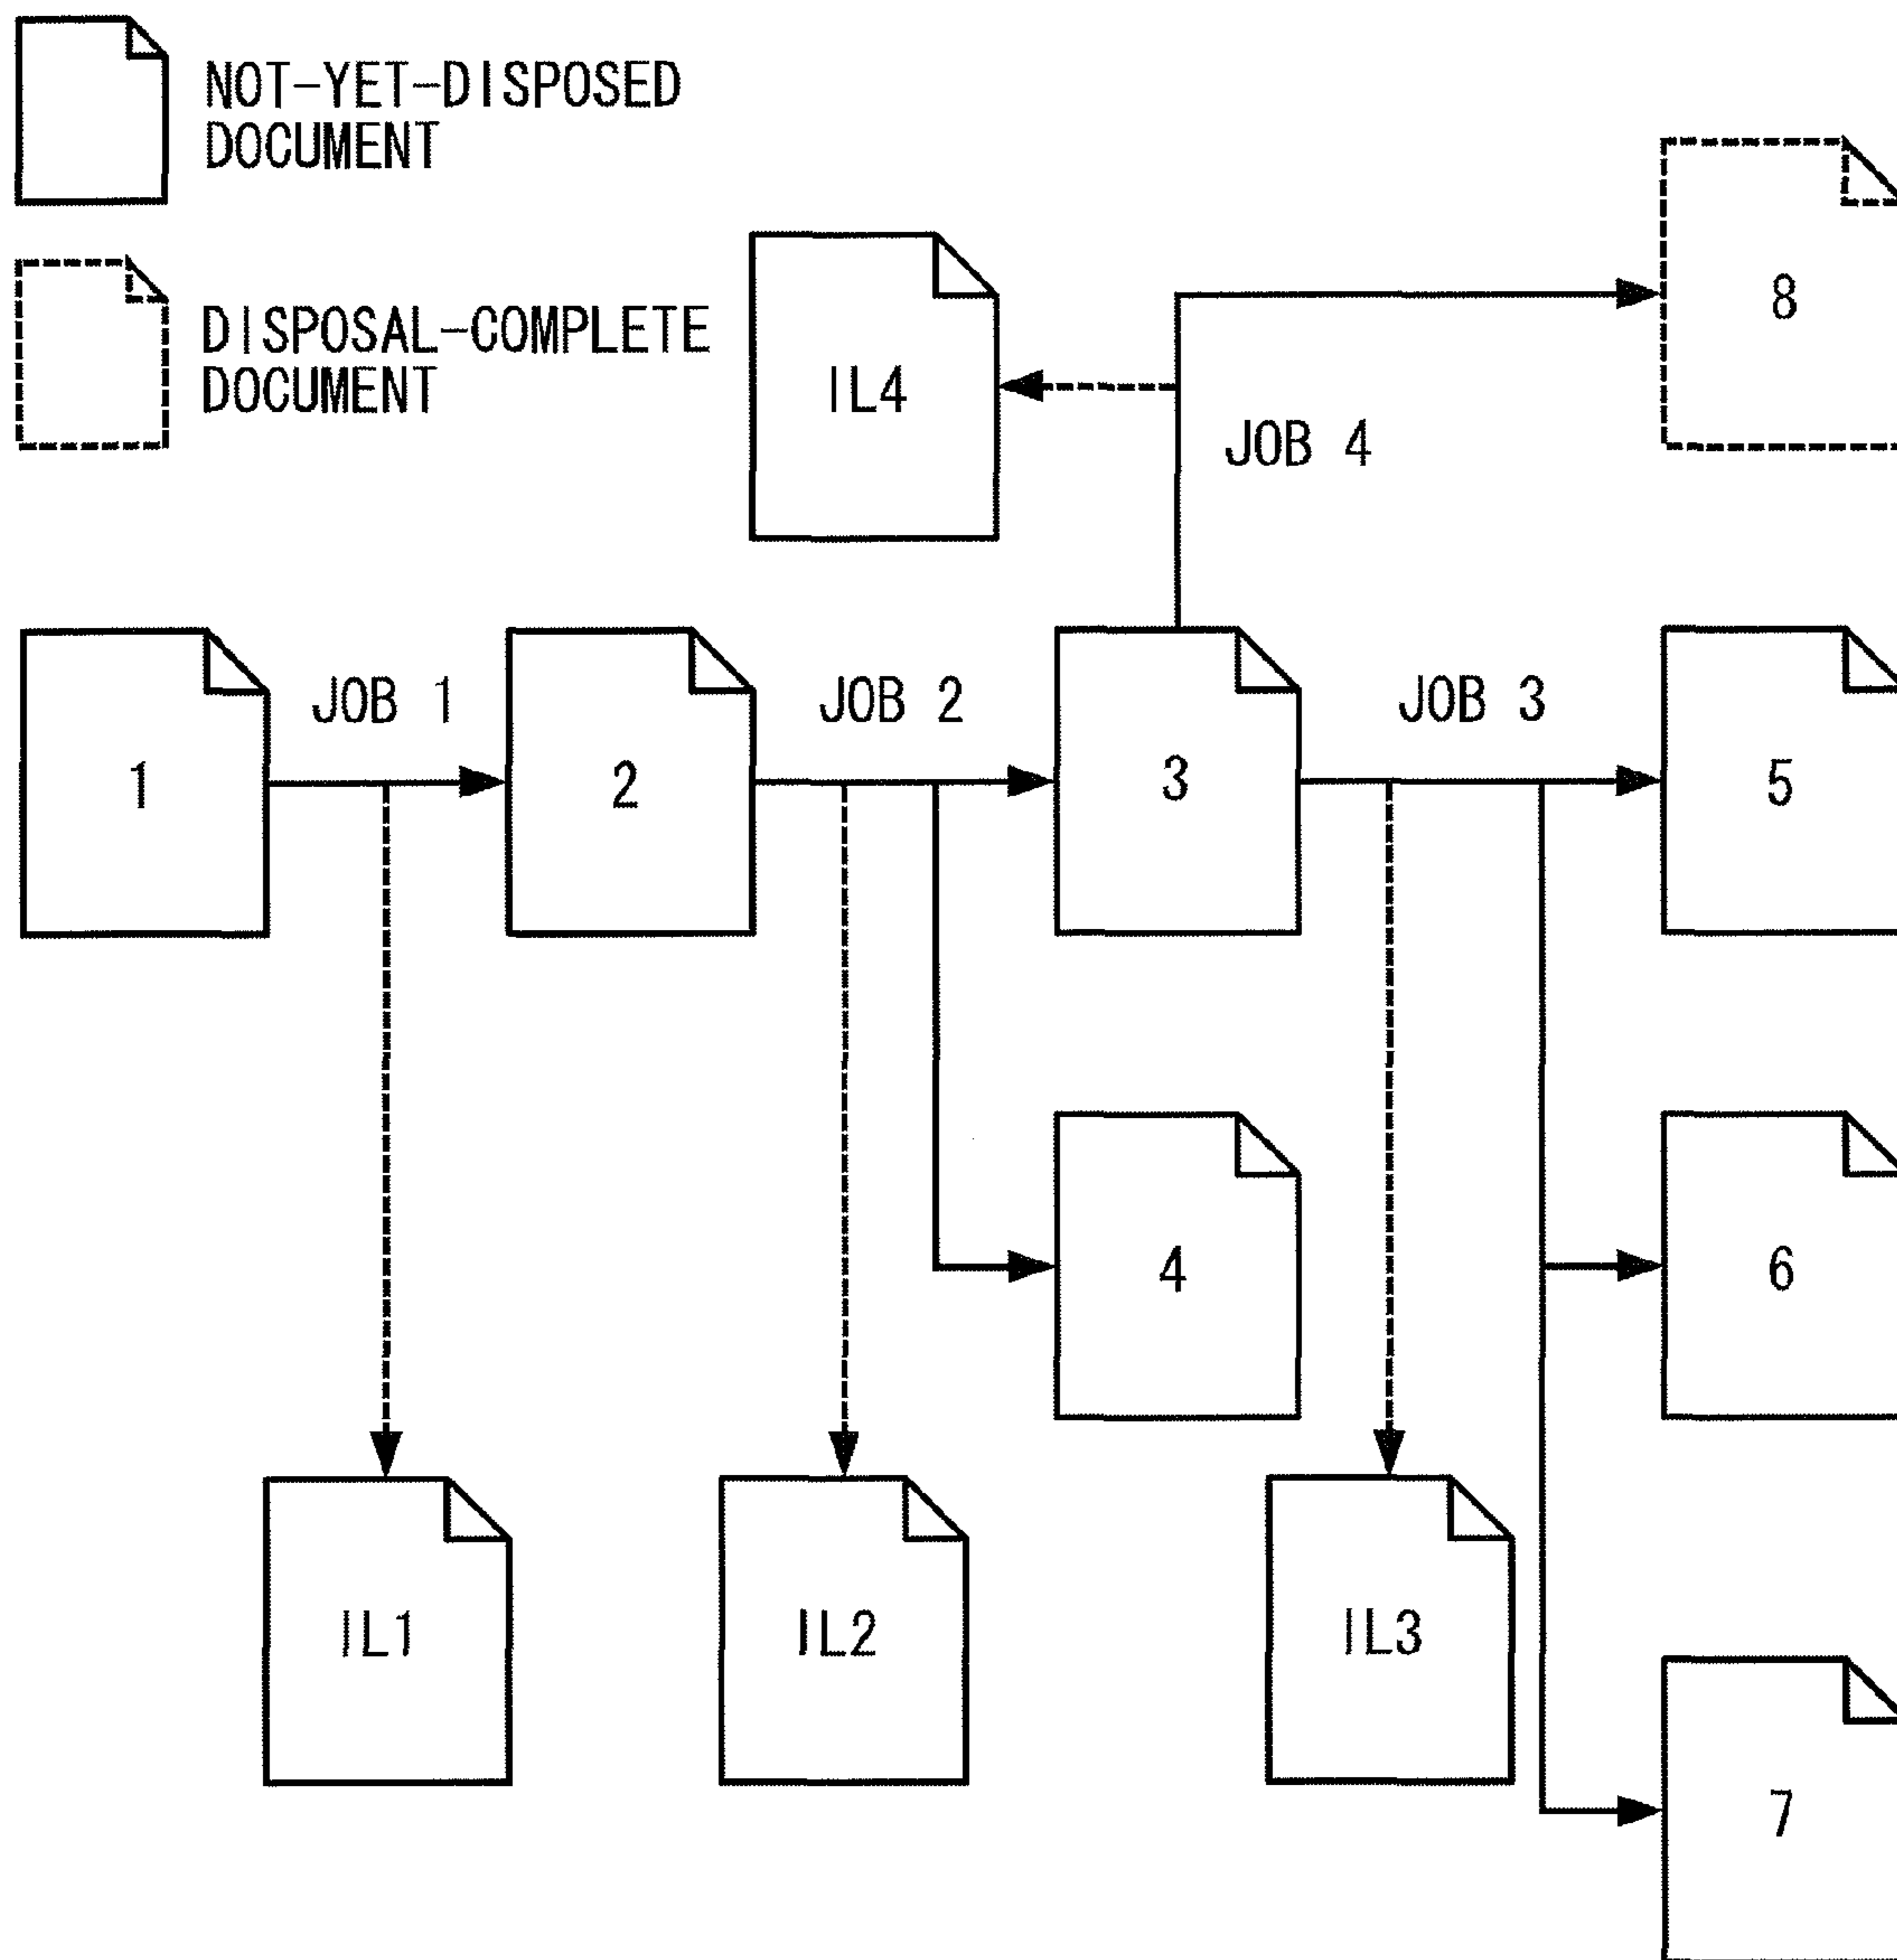 NOT-YET-DISPOSED
DOCUMENT
DISPOSAL-COMPLETE
DOCUMENT
8
IL4
JOB 4
JOB 1
JOB 2
JOB 3
1
2
3
5
4
6
IL1
IL2
IL3
7